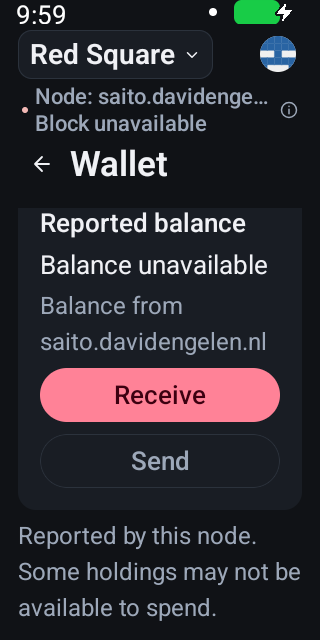 9:59
Red Square
Node: saito.davidenge...
Block unavailable
Wallet
Reported balance
Balance unavailable
Balance from
saito.davidengelen.nl
Receive
Send
Reported by this node.
Some holdings may not be
available to spend.